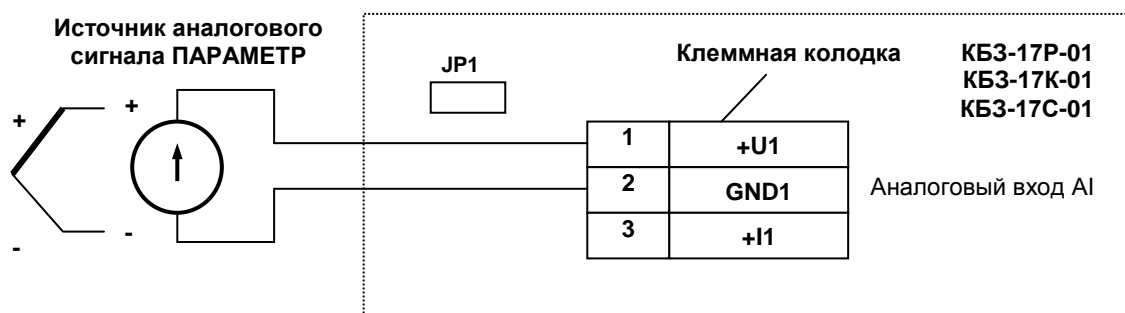 Источник аналогового
сигнала ПАРАМЕТР
JP1
Клеммная колодка
КБЗ-17Р-01
КБЗ-17К-01
КБЗ-17С-01
+ +
1 +U1
2 GND1
3 +I1
Аналоговый вход AI
- -